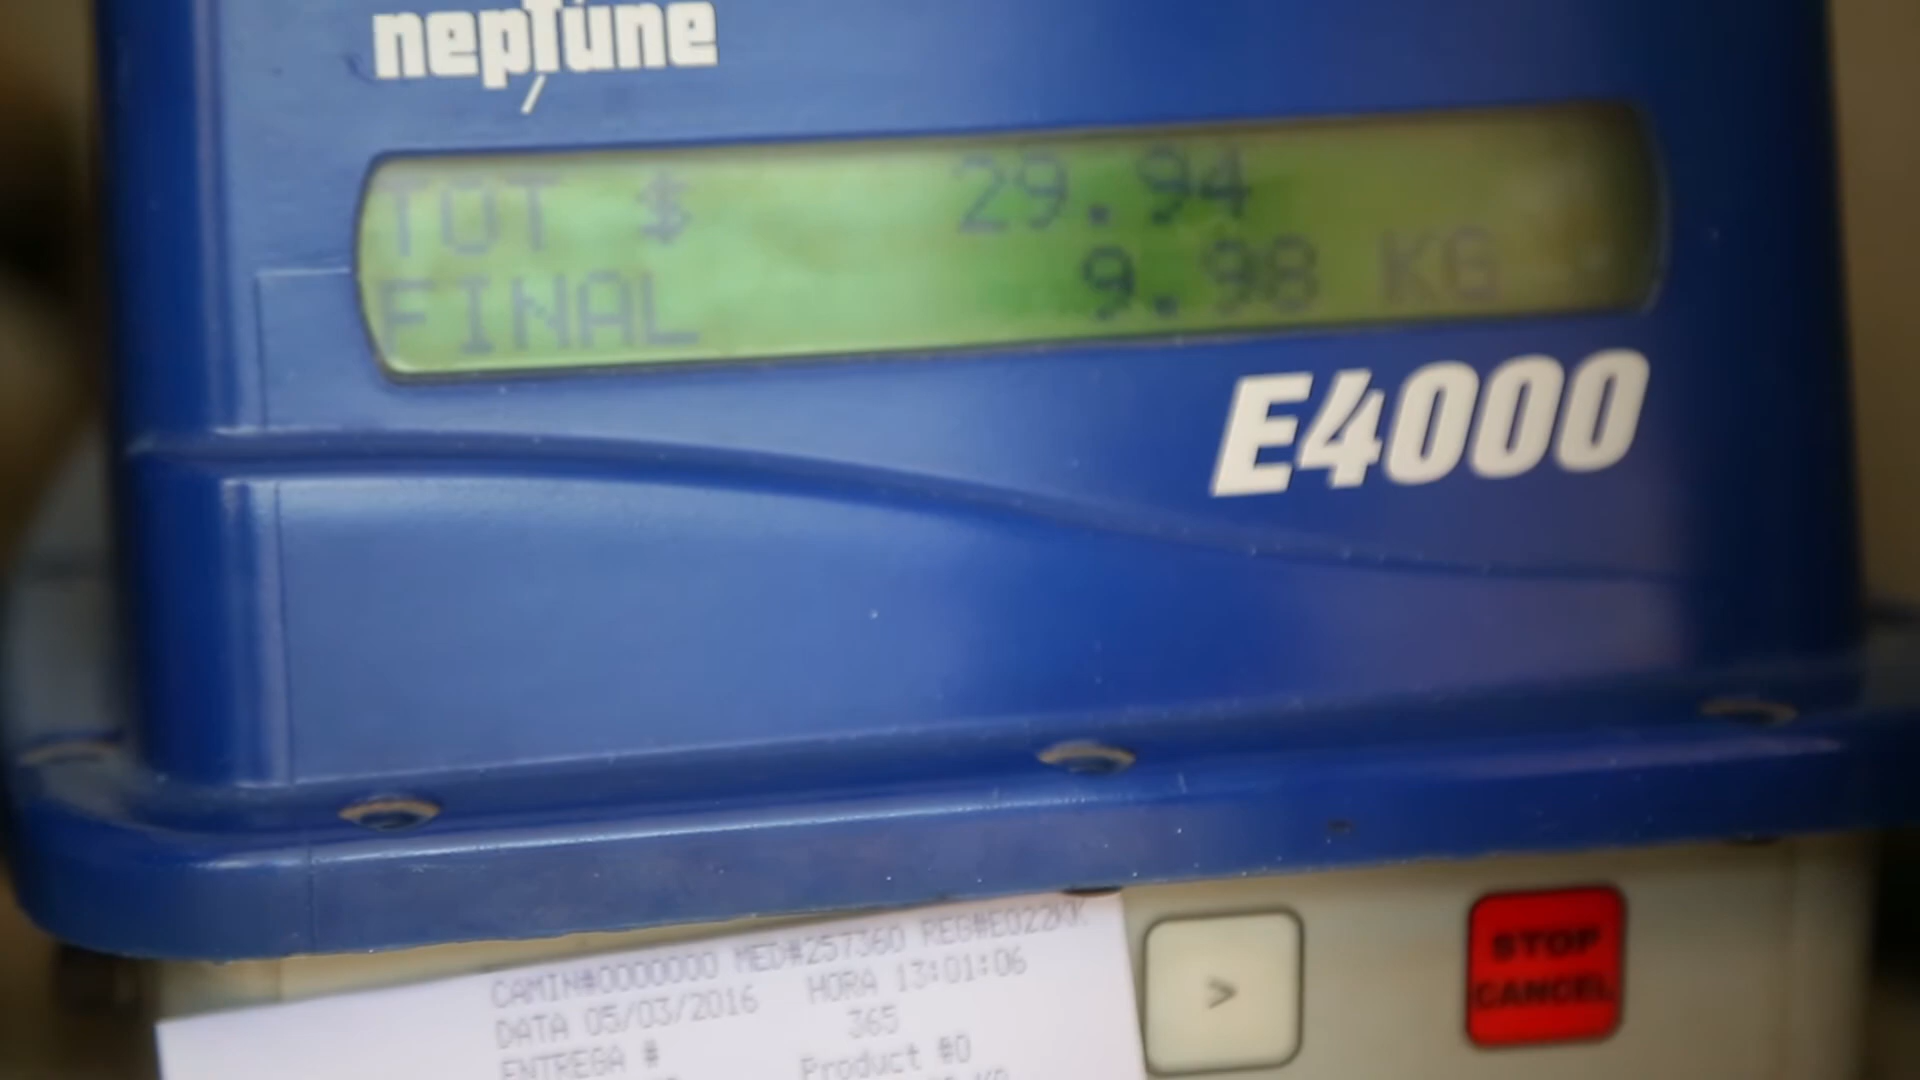 neptune
TOT $ 29.94
FINAL 9.98 KG
E4000
CAMIN#0000000 MED#257360 REG#E022KK
DATA 05/03/2016 HORA 13:01:06
ENTREGA # 365
Product #0
>
STOP
CANCEL